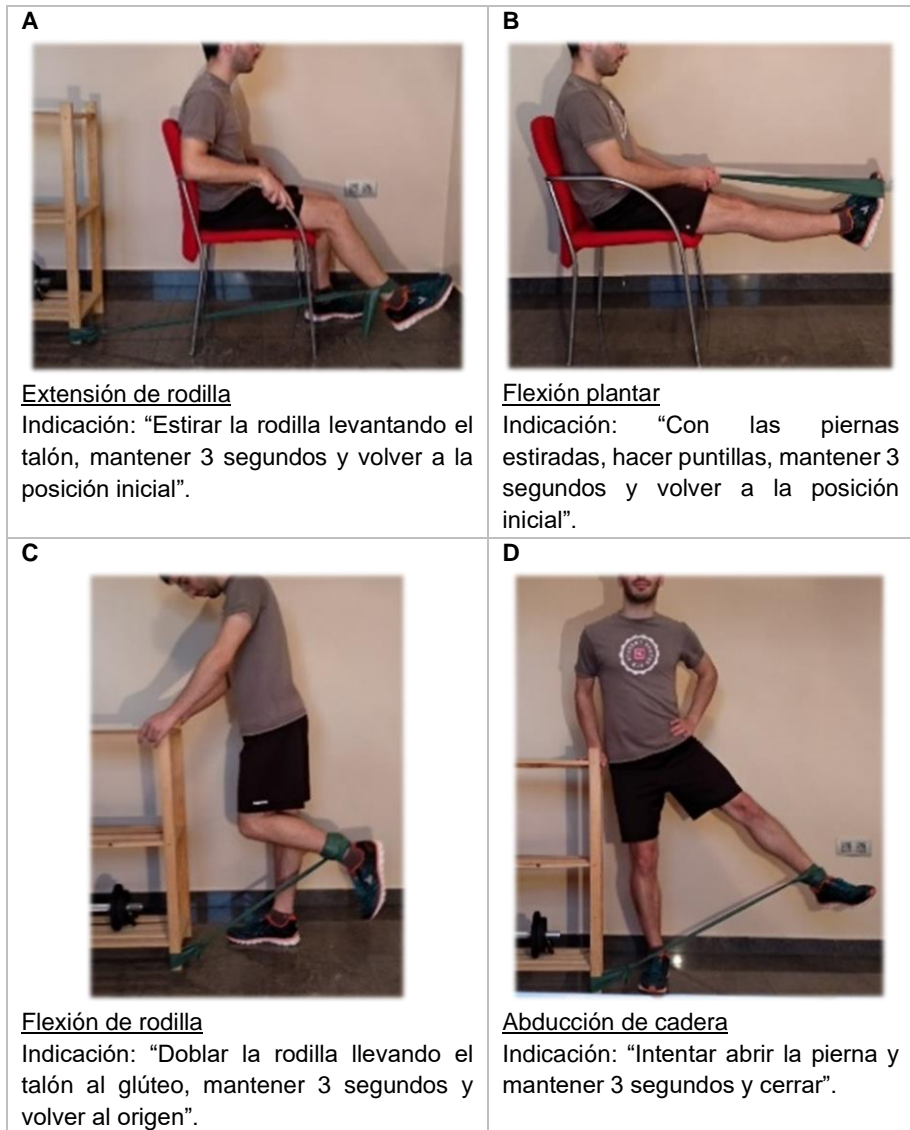 A
Extensión de rodilla
Indicación: “Estirar la rodilla levantando el
talón, mantener 3 segundos y volver a la
posición inicial”.
B
Flexión plantar
Indicación: “Con las piernas
estiradas, hacer puntillas, mantener 3
segundos y volver a la posición
inicial”.
C
Flexión de rodilla
Indicación: “Doblar la rodilla llevando el
talón al glúteo, mantener 3 segundos y
volver al origen”.
D
Abducción de cadera
Indicación: “Intentar abrir la pierna y
mantener 3 segundos y cerrar”.